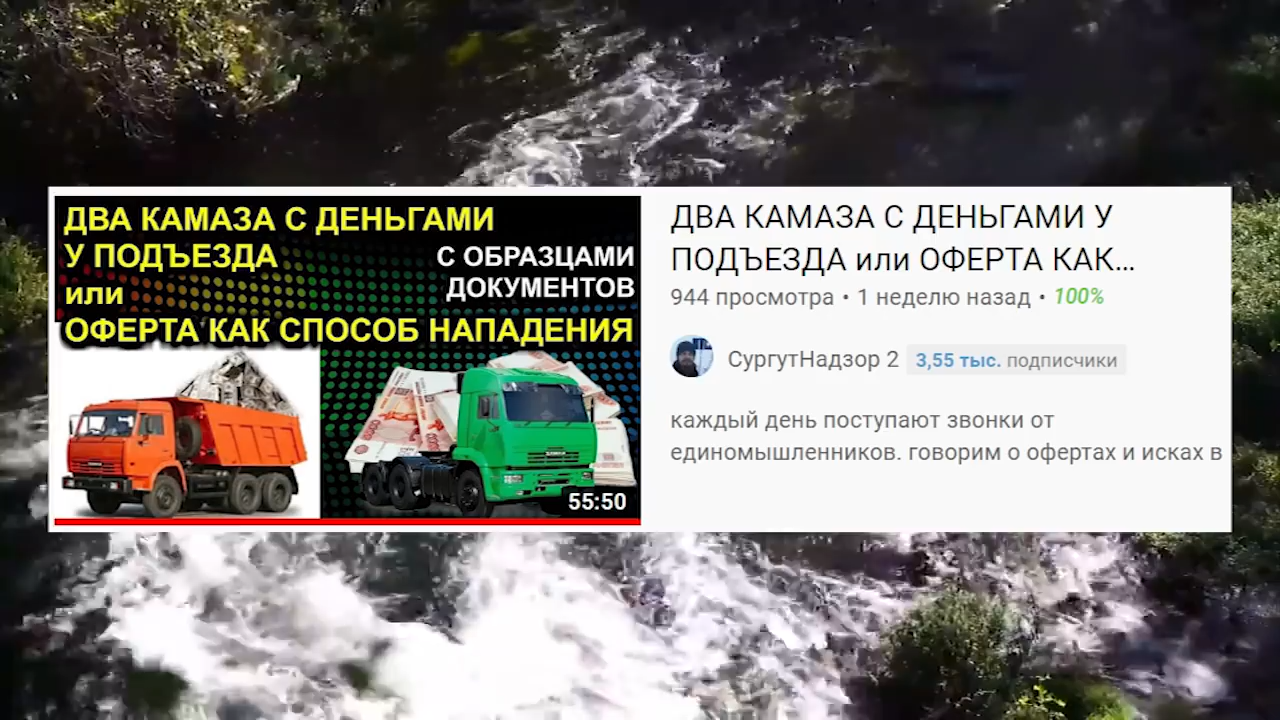 ДВА КАМАЗА С ДЕНЬГАМИ
У ПОДЪЕЗДА
С ОБРАЗЦАМИ
ДОКУМЕНТОВ
или
ОФЕРТА КАК СПОСОБ НАПАДЕНИЯ
55:50
ДВА КАМАЗА С ДЕНЬГАМИ У
ПОДЪЕЗДА или ОФЕРТА КАК...
944 просмотра • 1 неделю назад • 100%
СургутНадзор 2 3,55 тыс. подписчики
каждый день поступают звонки от
единомышленников. говорим о офертах и исках в